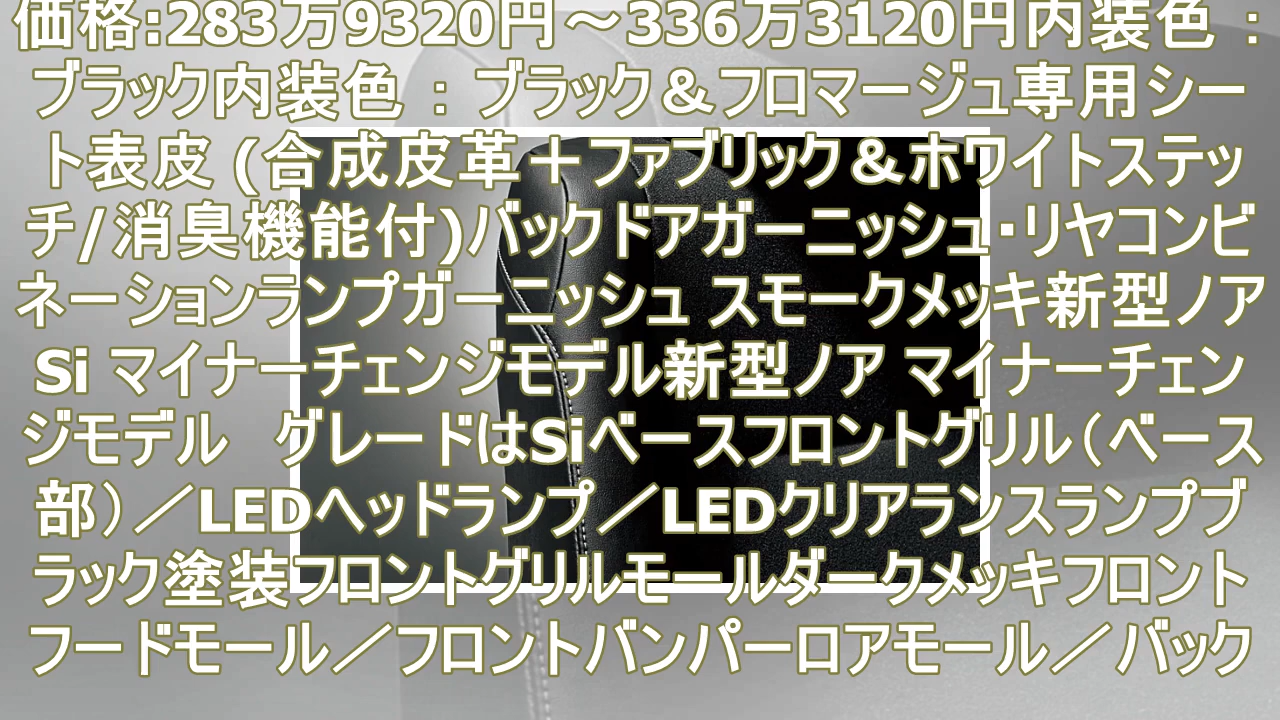 価格:283万9320円～336万3120円内装色：
ブラック内装色：ブラック＆フロマージュ専用シー
ト表皮 (合成皮革＋ファブリック＆ホワイトステッ
チ/消臭機能付)バックドアガーニッシュ・リヤコンビ
ネーションランプガーニッシュ スモークメッキ新型ノア
Si マイナーチェンジモデル新型ノア マイナーチェン
ジモデル　グレードはSiベースフロントグリル（ベース
部）／LEDヘッドランプ／LEDクリアランスランプブ
ラック塗装フロントグリルモールダークメッキフロント
フードモール／フロントバンパーロアモール／バック